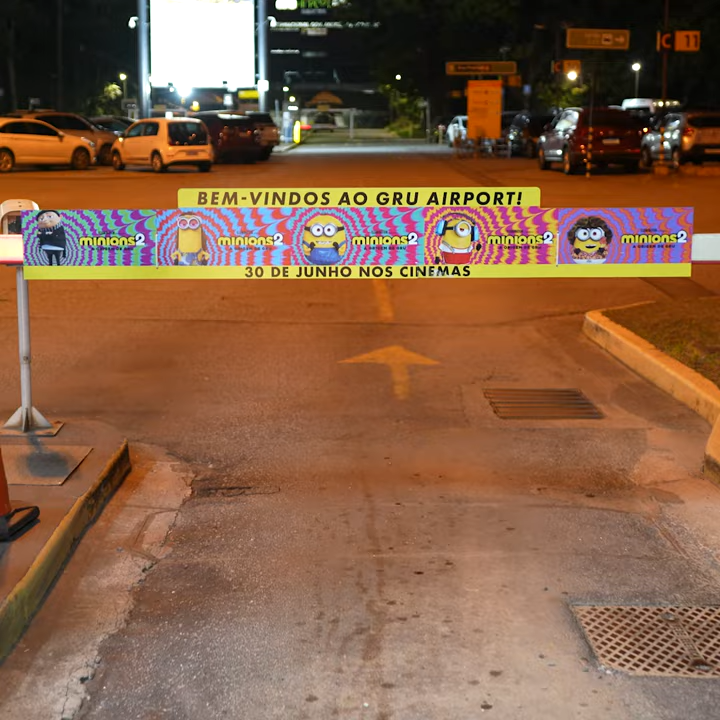 C 11
BEM-VINDOS AO GRU AIRPORT!
minions2
minions2
minions2
minions2
minions2
30 DE JUNHO NOS CINEMAS